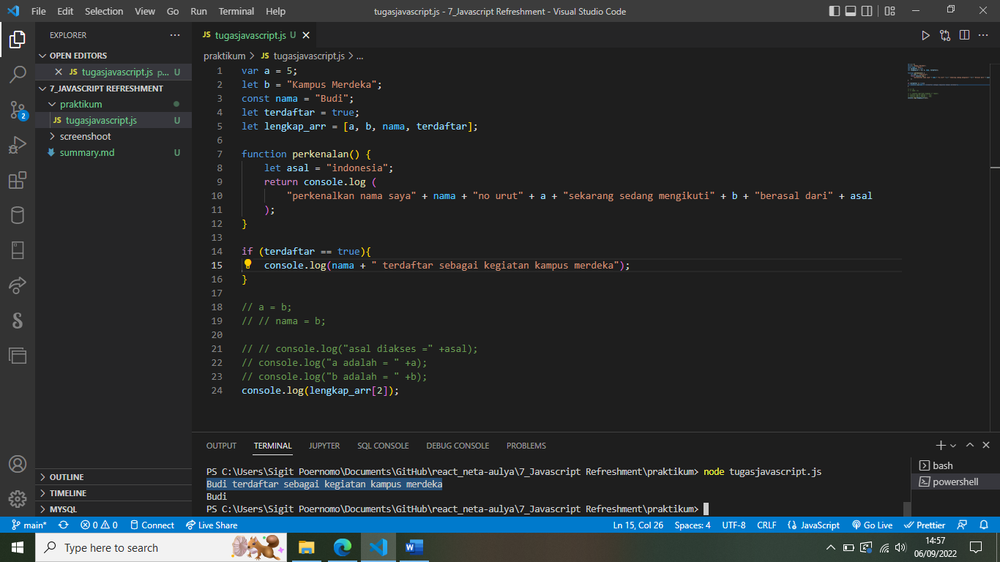 File Edit Selection View Go Run Terminal Help
tugasjavascript.js - 7_Javascript Refreshment - Visual Studio Code
EXPLORER
OPEN EDITORS
JS tugasjavascript.js p... U
7_JAVASCRIPT REFRESHMENT
praktikum
JS tugasjavascript.js U
screenshoot
summary.md U
OUTLINE
TIMELINE
MYSQL
2
JS tugasjavascript.js U
praktikum > JS tugasjavascript.js > ...
1 var a = 5;
2 let b = "Kampus Merdeka";
3 const nama = "Budi";
4 let terdaftar = true;
5 let lengkap_arr = [a, b, nama, terdaftar];
6
7 function perkenalan() {
8     let asal = "indonesia";
9     return console.log (
10         "perkenalkan nama saya" + nama + "no urut" + a + "sekarang sedang mengikuti" + b + "berasal dari" + asal
11     );
12 }
13
14 if (terdaftar == true){
15     console.log(nama + " terdaftar sebagai kegiatan kampus merdeka");
16 }
17
18 // a = b;
19 // // nama = b;
20
21 // // console.log("asal diakses =" +asal);
22 // console.log("a adalah = " +a);
23 // console.log("b adalah = " +b);
24 console.log(lengkap_arr[2]);
OUTPUT TERMINAL JUPYTER SQL CONSOLE DEBUG CONSOLE PROBLEMS
PS C:\Users\Sigit Poernomo\Documents\GitHub\react_neta-aulya\7_Javascript Refreshment\praktikum> node tugasjavascript.js
Budi terdaftar sebagai kegiatan kampus merdeka
Budi
PS C:\Users\Sigit Poernomo\Documents\GitHub\react_neta-aulya\7_Javascript Refreshment\praktikum>
bash
powershell
main* 0 0 Connect Live Share Ln 15, Col 26 Spaces: 4 UTF-8 CRLF JavaScript Go Live Prettier
Type here to search
14:57
06/09/2022